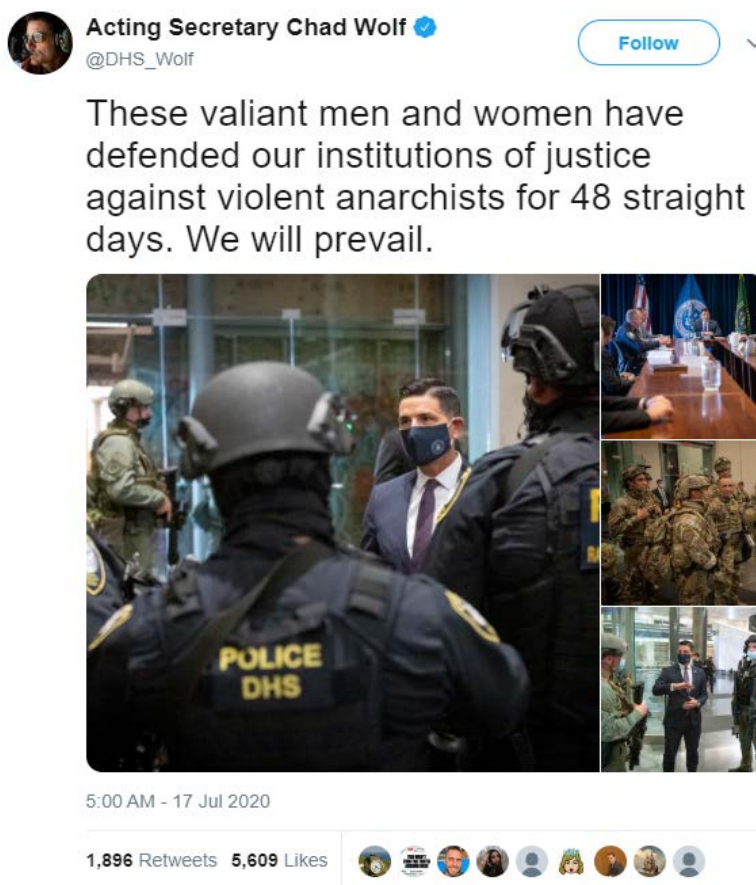 Acting Secretary Chad Wolf
@DHS_Wolf
Follow
These valiant men and women have
defended our institutions of justice
against violent anarchists for 48 straight
days. We will prevail.
POLICE
DHS
5:00 AM - 17 Jul 2020
1,896 Retweets 5,609 Likes